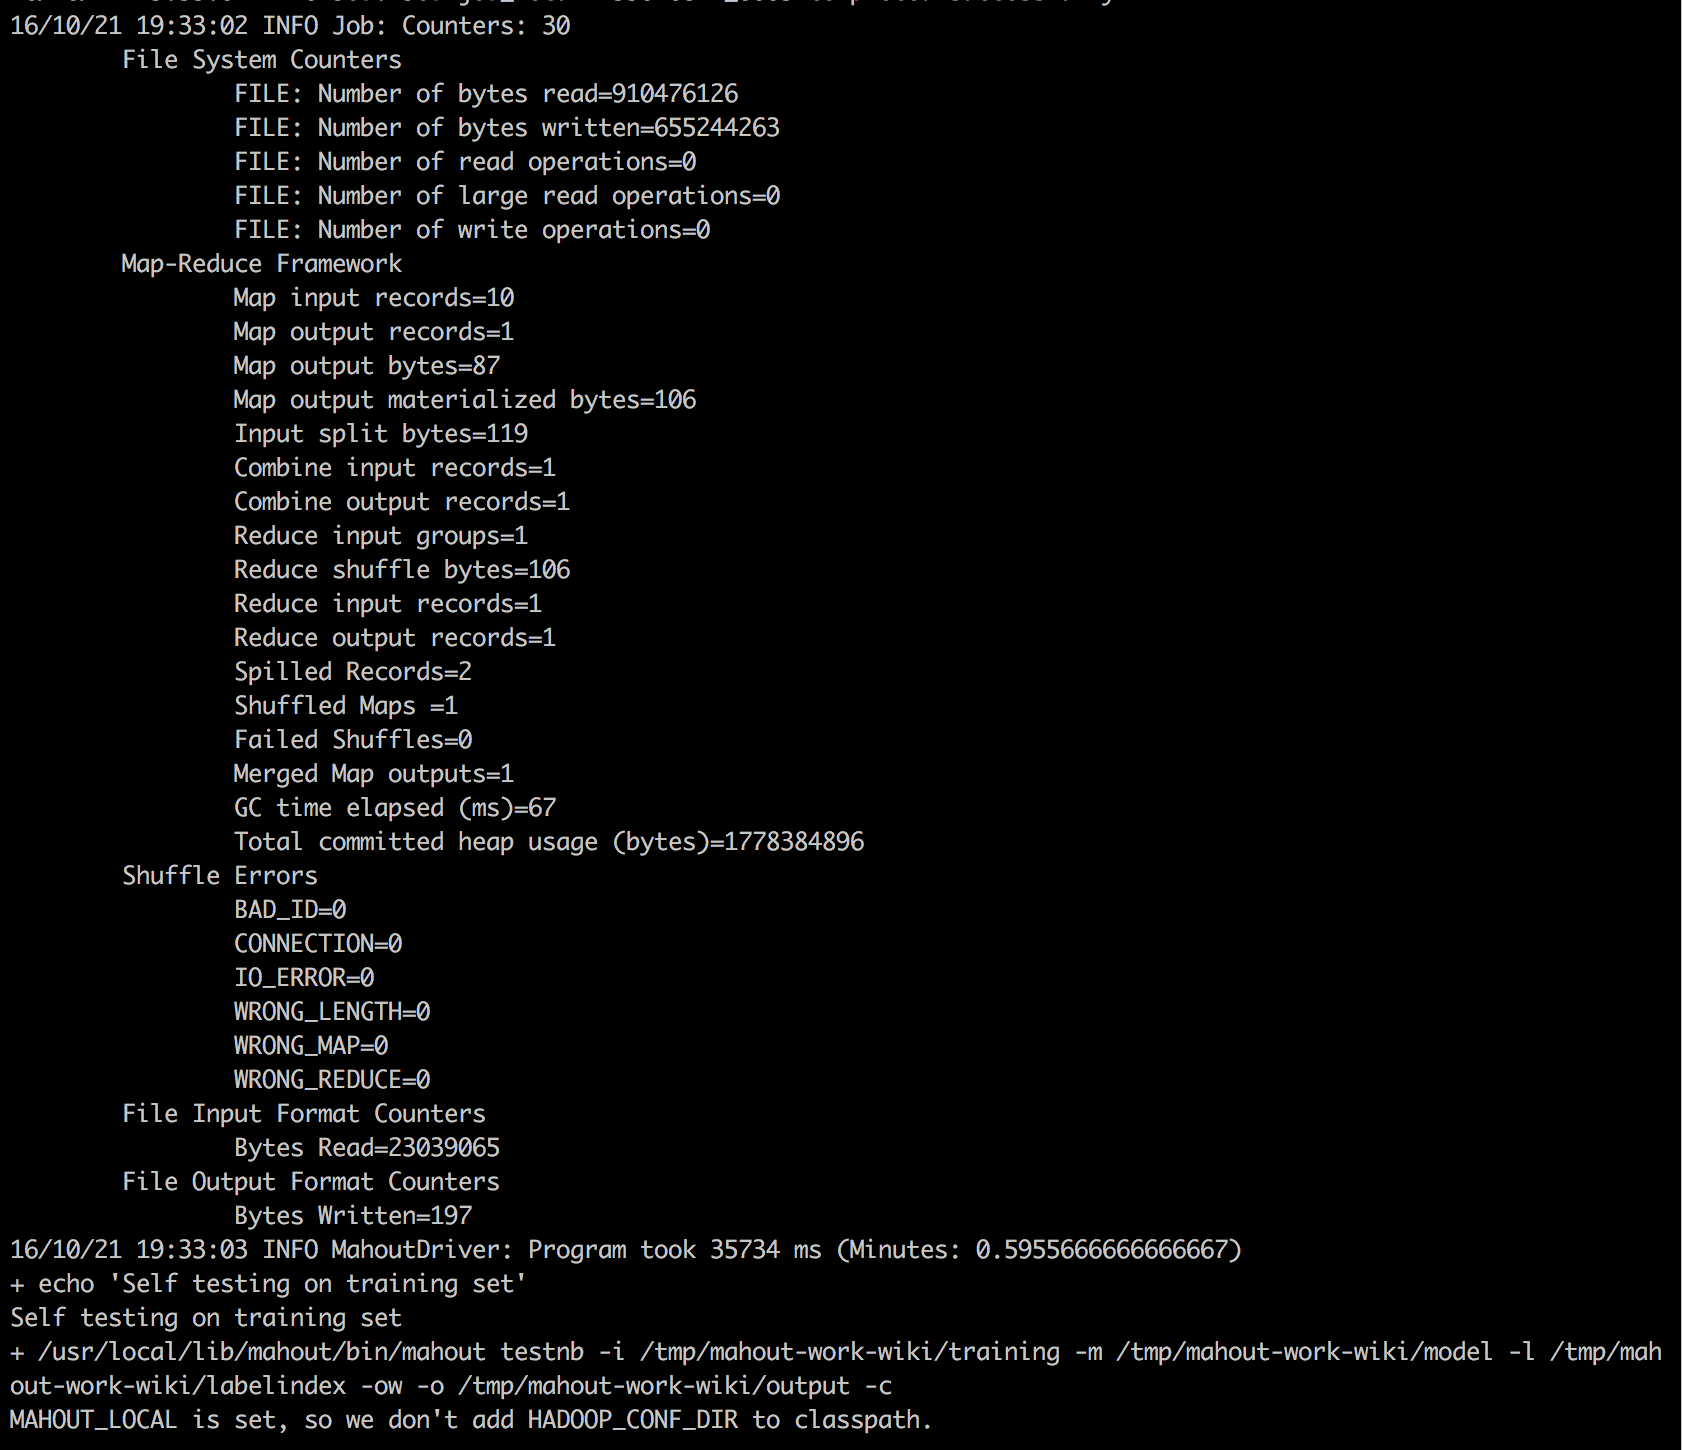 16/10/21 19:33:02 INFO Job: Counters: 30
File System Counters
FILE: Number of bytes read=910476126
FILE: Number of bytes written=655244263
FILE: Number of read operations=0
FILE: Number of large read operations=0
FILE: Number of write operations=0
Map-Reduce Framework
Map input records=10
Map output records=1
Map output bytes=87
Map output materialized bytes=106
Input split bytes=119
Combine input records=1
Combine output records=1
Reduce input groups=1
Reduce shuffle bytes=106
Reduce input records=1
Reduce output records=1
Spilled Records=2
Shuffled Maps =1
Failed Shuffles=0
Merged Map outputs=1
GC time elapsed (ms)=67
Total committed heap usage (bytes)=1778384896
Shuffle Errors
BAD_ID=0
CONNECTION=0
IO_ERROR=0
WRONG_LENGTH=0
WRONG_MAP=0
WRONG_REDUCE=0
File Input Format Counters
Bytes Read=23039065
File Output Format Counters
Bytes Written=197
16/10/21 19:33:03 INFO MahoutDriver: Program took 35734 ms (Minutes: 0.5955666666666667)
+ echo 'Self testing on training set'
Self testing on training set
+ /usr/local/lib/mahout/bin/mahout testnb -i /tmp/mahout-work-wiki/training -m /tmp/mahout-work-wiki/model -l /tmp/mah
out-work-wiki/labelindex -ow -o /tmp/mahout-work-wiki/output -c
MAHOUT_LOCAL is set, so we don't add HADOOP_CONF_DIR to classpath.